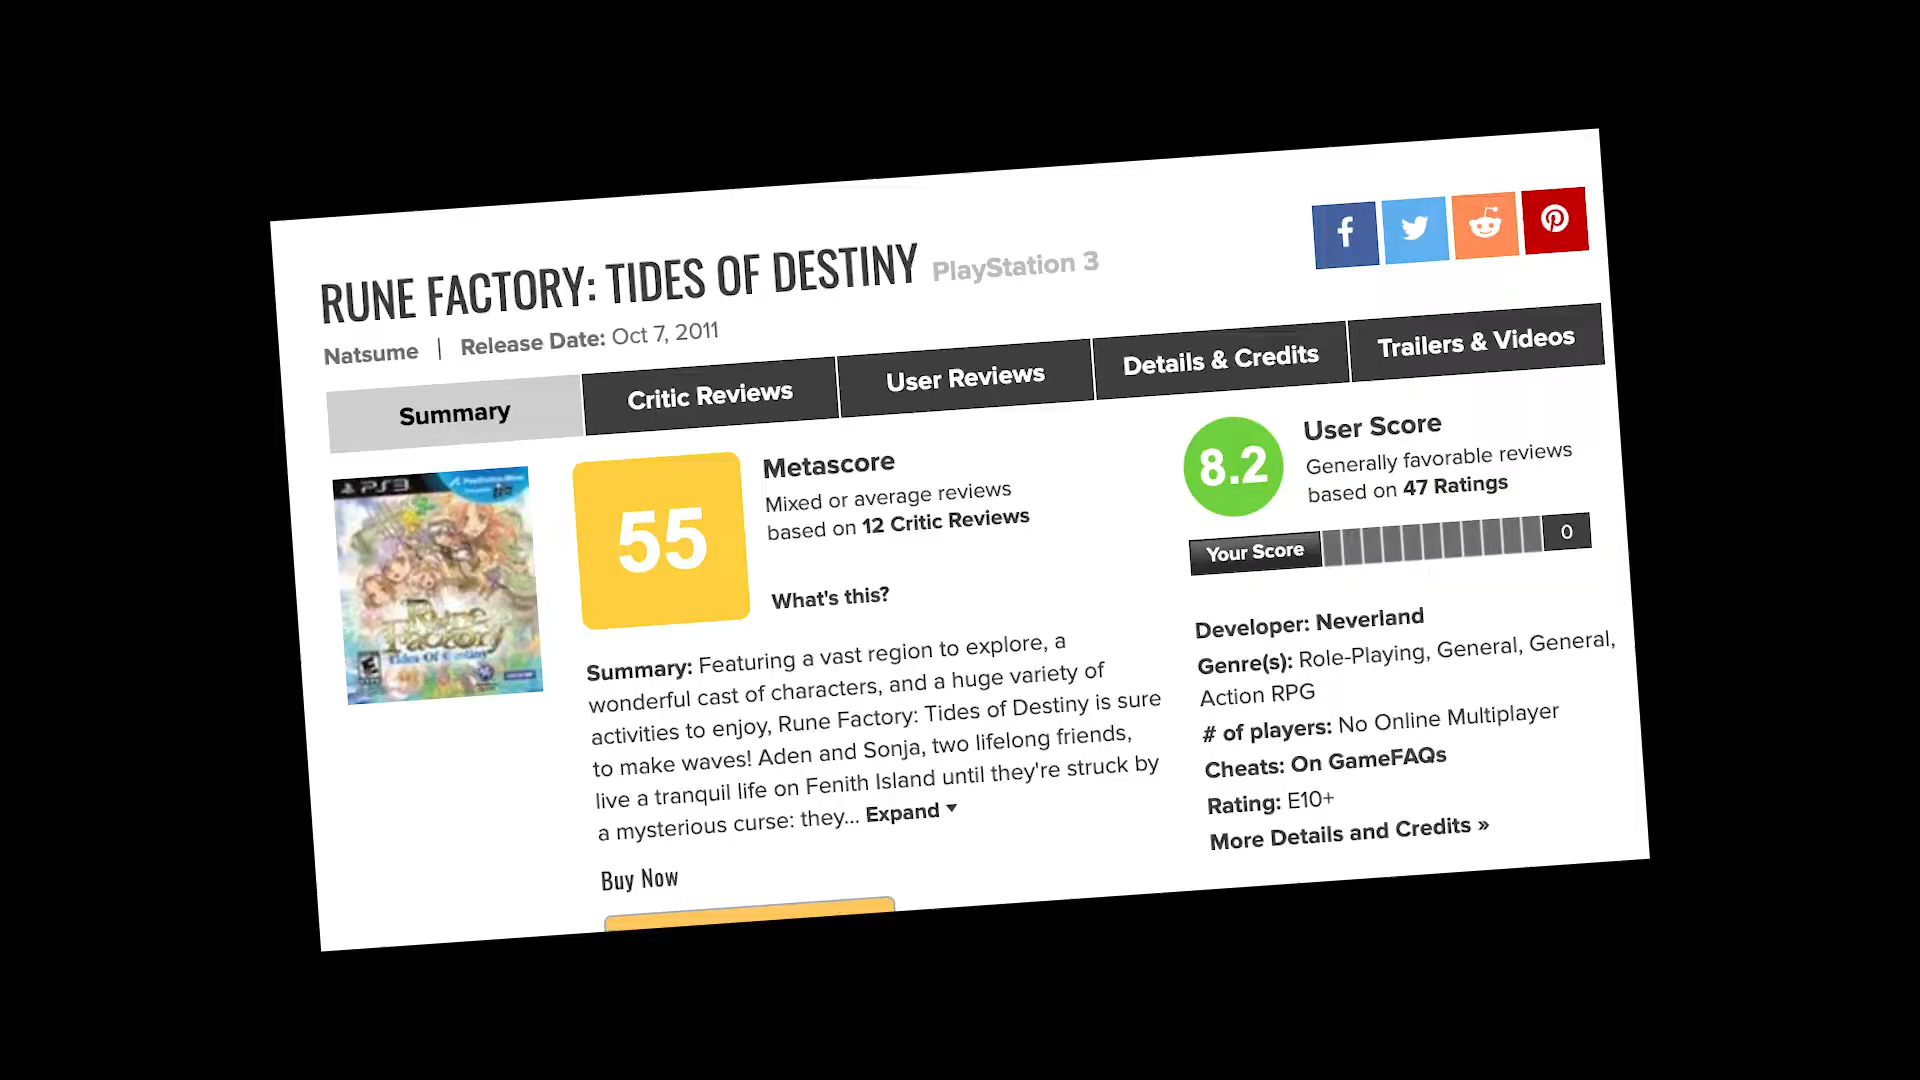 RUNE FACTORY: TIDES OF DESTINY PlayStation 3
Natsume | Release Date: Oct 7, 2011
Summary
Critic Reviews
User Reviews
Details & Credits
Trailers & Videos
PS3
Rune
Factory
Tides Of Destiny
E
55
Metascore
Mixed or average reviews
based on 12 Critic Reviews
What's this?
Summary: Featuring a vast region to explore, a
wonderful cast of characters, and a huge variety of
activities to enjoy, Rune Factory: Tides of Destiny is sure
to make waves! Aden and Sonja, two lifelong friends,
live a tranquil life on Fenith Island until they're struck by
a mysterious curse: they... Expand
Buy Now
8.2
User Score
Generally favorable reviews
based on 47 Ratings
Your Score
0
Developer: Neverland
Genre(s): Role-Playing, General, General,
Action RPG
# of players: No Online Multiplayer
Cheats: On GameFAQs
Rating: E10+
More Details and Credits »